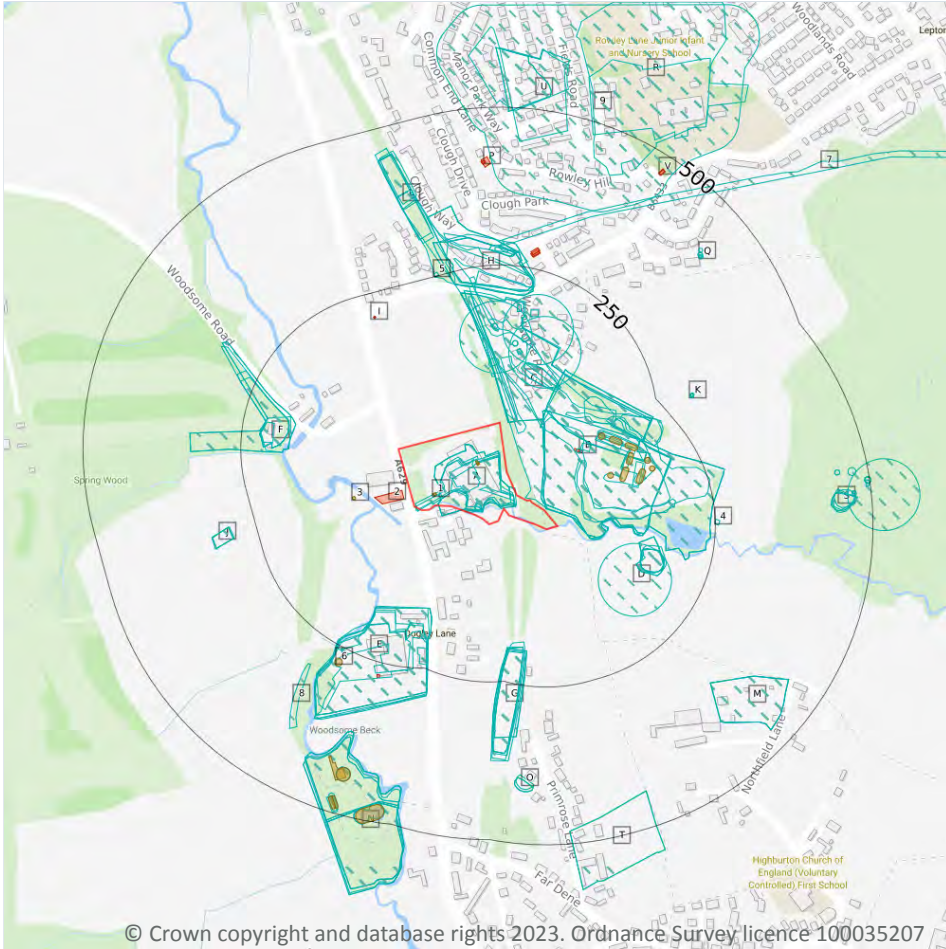 Lepton
Woodlands Road
Rowley Lane Junior Infant
and Nursery School
R
Fields Road
Manor Park Way
Common End Lane
U
9
P
V
7
500
Clough Drive
Rowley Hill
Clough Way
Clough Park
Q
5
H
250
Woodsome Road
I
C
K
F
B
A629
Spring Wood
3
2
1
A
4
S
J
D
Dogley Lane
E
6
8
G
M
Woodsome Beck
Northfield Lane
O
Primrose Lane
N
T
Far Dene
Highburton Church of
England (Voluntary
Controlled) First School
© Crown copyright and database rights 2023. Ordnance Survey licence 100035207